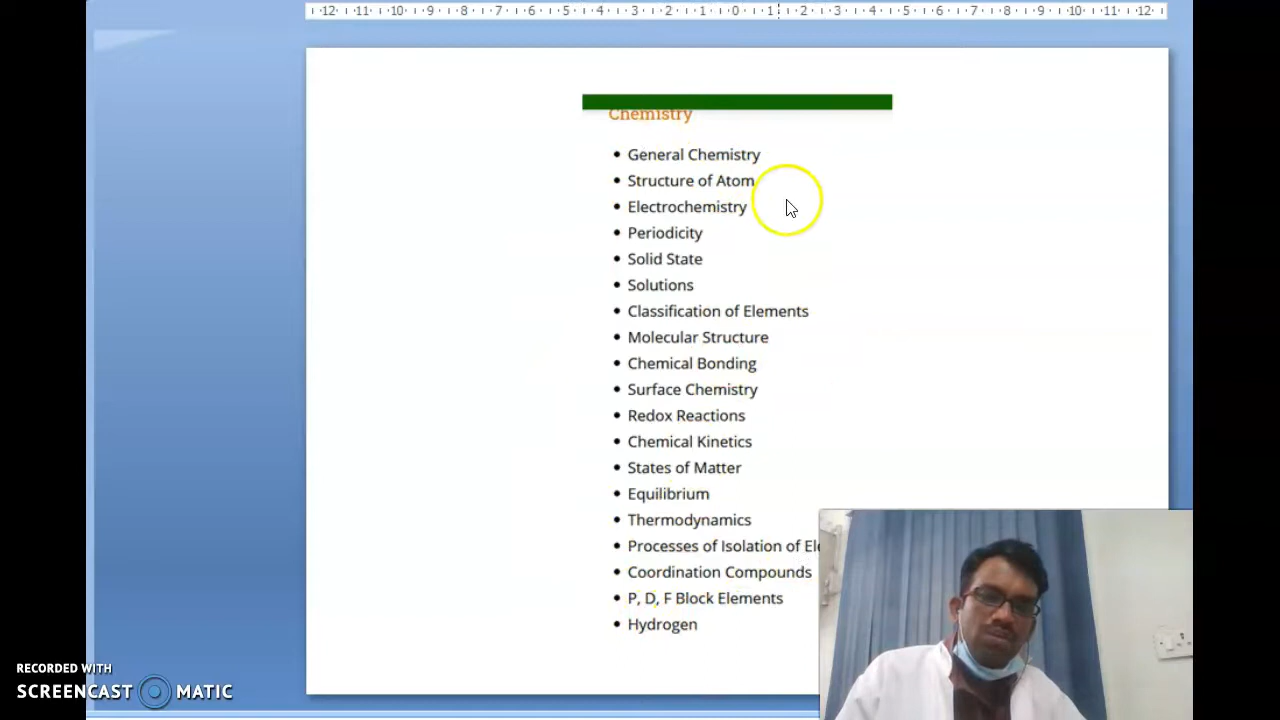 12 11 10 9 8 7 6 5 4 3 2 1 0 1 2 3 4 5 6 7 8 9 10 11 12
Chemistry
• General Chemistry
• Structure of Atom
• Electrochemistry
• Periodicity
• Solid State
• Solutions
• Classification of Elements
• Molecular Structure
• Chemical Bonding
• Surface Chemistry
• Redox Reactions
• Chemical Kinetics
• States of Matter
• Equilibrium
• Thermodynamics
• Processes of Isolation of
• Coordination Compounds
• P, D, F Block Elements
• Hydrogen
RECORDED WITH
SCREENCAST MATIC